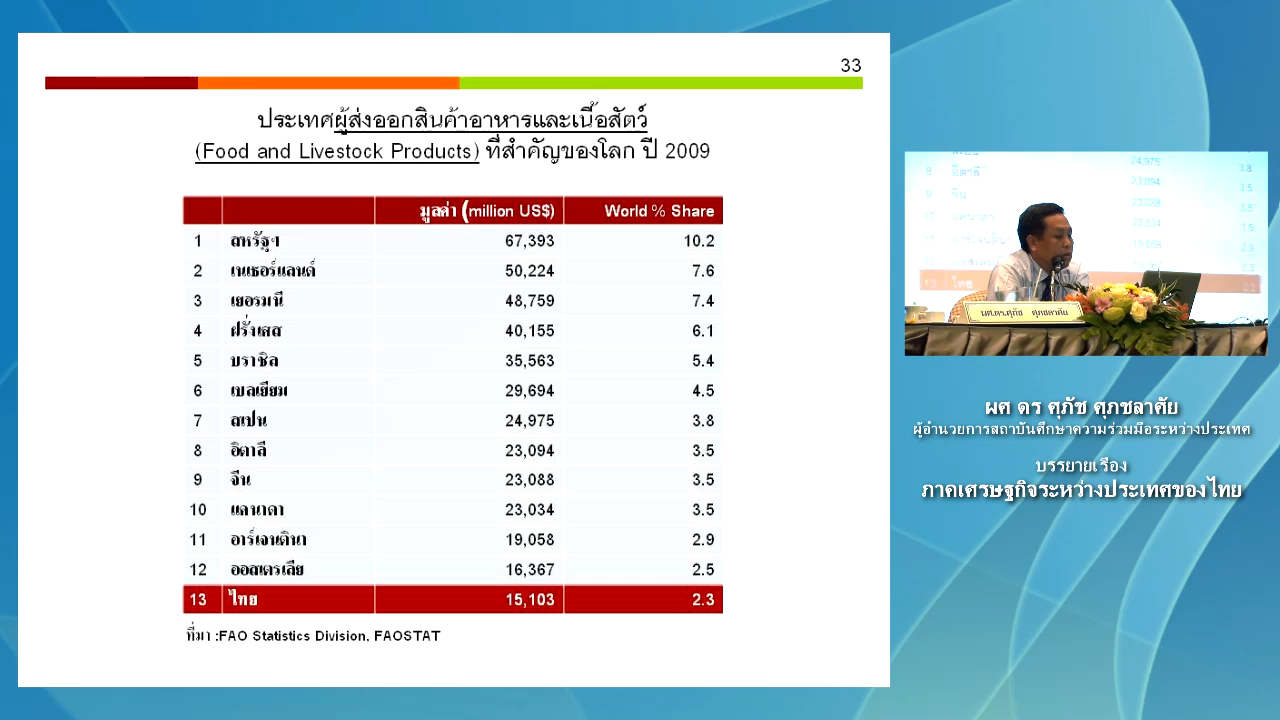 33
ประเทศผู้ส่งออกสินค้าอาหารและเนื้อสัตว์
(Food and Livestock Products) ที่สำคัญของโลก ปี 2009
มูลค่า (million US$) World % Share
1 สหรัฐฯ 67,393 10.2
2 เนเธอร์แลนด์ 50,224 7.6
3 เยอรมนี 48,759 7.4
4 ฝรั่งเศส 40,155 6.1
5 บราซิล 35,563 5.4
6 เบลเยียม 29,694 4.5
7 สเปน 24,975 3.8
8 อิตาลี 23,094 3.5
9 จีน 23,088 3.5
10 แคนาดา 23,034 3.5
11 อาร์เจนตินา 19,058 2.9
12 ออสเตรเลีย 16,367 2.5
13 ไทย 15,103 2.3
ที่มา :FAO Statistics Division, FAOSTAT
ผศ.ดร.ศุภัช ศุภชลาศัย
ผศ ดร ศุภัช ศุภชลาศัย
ผู้อำนวยการสถาบันศึกษาความร่วมมือระหว่างประเทศ
บรรยายเรื่อง
ภาคเศรษฐกิจระหว่างประเทศของไทย